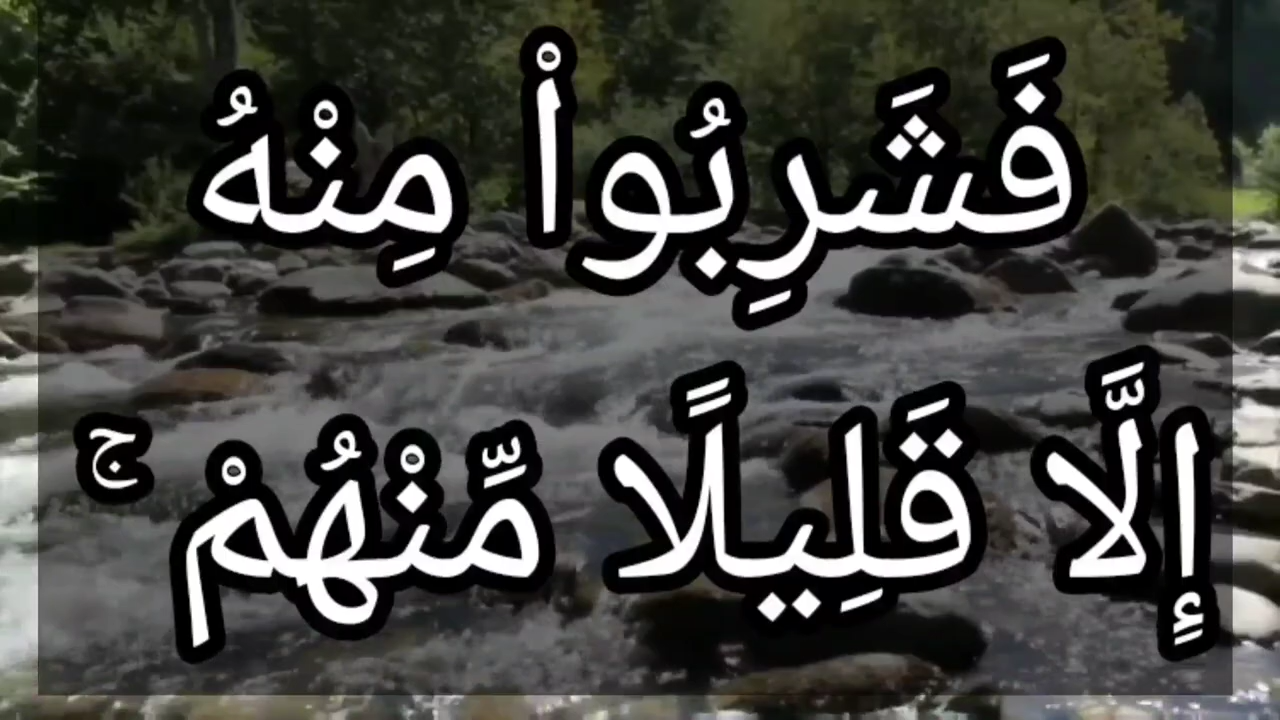 فَشَرِبُواْ مِنْهُ
إِلَّا قَلِيلًا مِّنْهُمْ ۚ